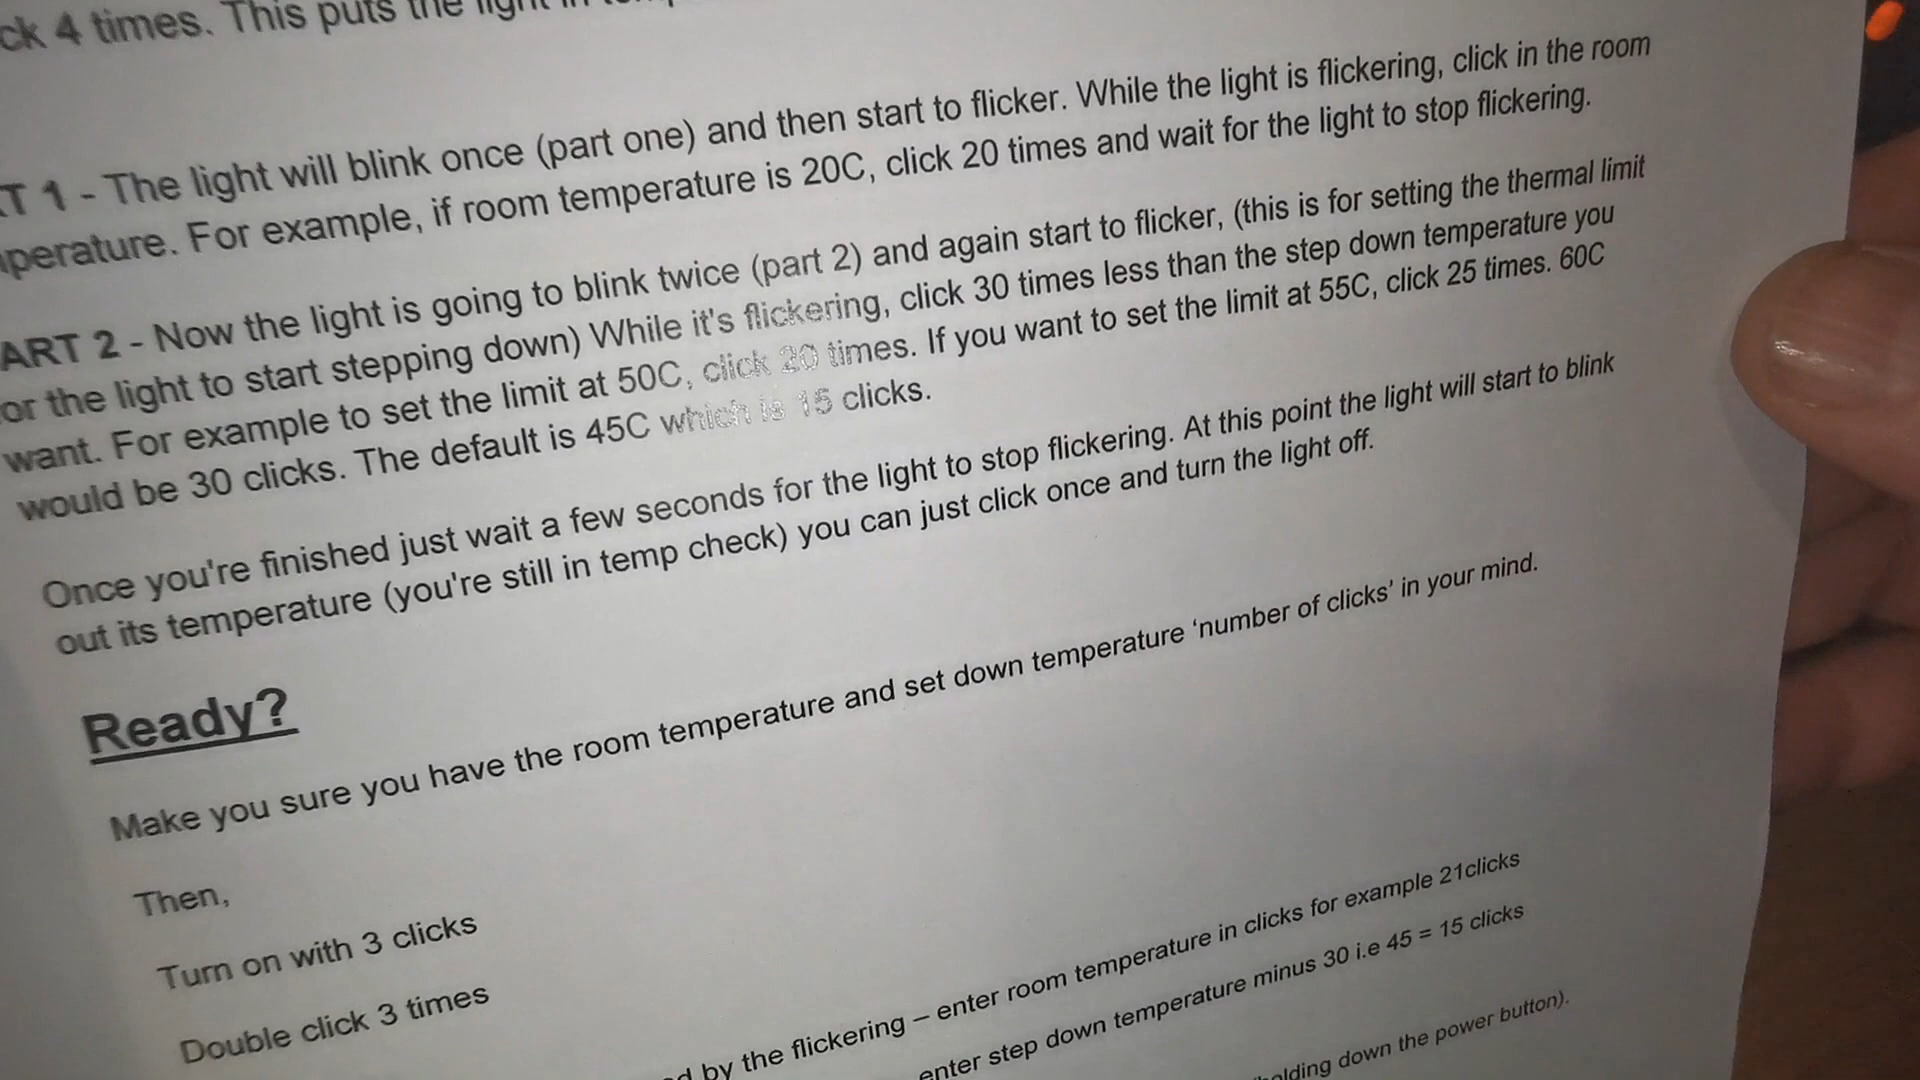 ck 4 times. This puts the light in
T 1 - The light will blink once (part one) and then start to flicker. While the light is flickering, click in the room
perature. For example, if room temperature is 20C, click 20 times and wait for the light to stop flickering.
ART 2 - Now the light is going to blink twice (part 2) and again start to flicker, (this is for setting the thermal limit
or the light to start stepping down) While it's flickering, click 30 times less than the step down temperature you
want. For example to set the limit at 50C, click 20 times. If you want to set the limit at 55C, click 25 times. 60C
would be 30 clicks. The default is 45C which is 15 clicks.
Once you're finished just wait a few seconds for the light to stop flickering. At this point the light will start to blink
out its temperature (you're still in temp check) you can just click once and turn the light off.
Ready?
Make you sure you have the room temperature and set down temperature ‘number of clicks’ in your mind.
Then,
Turn on with 3 clicks
Double click 3 times
d by the flickering – enter room temperature in clicks for example 21clicks
enter step down temperature minus 30 i.e 45 = 15 clicks
holding down the power button).